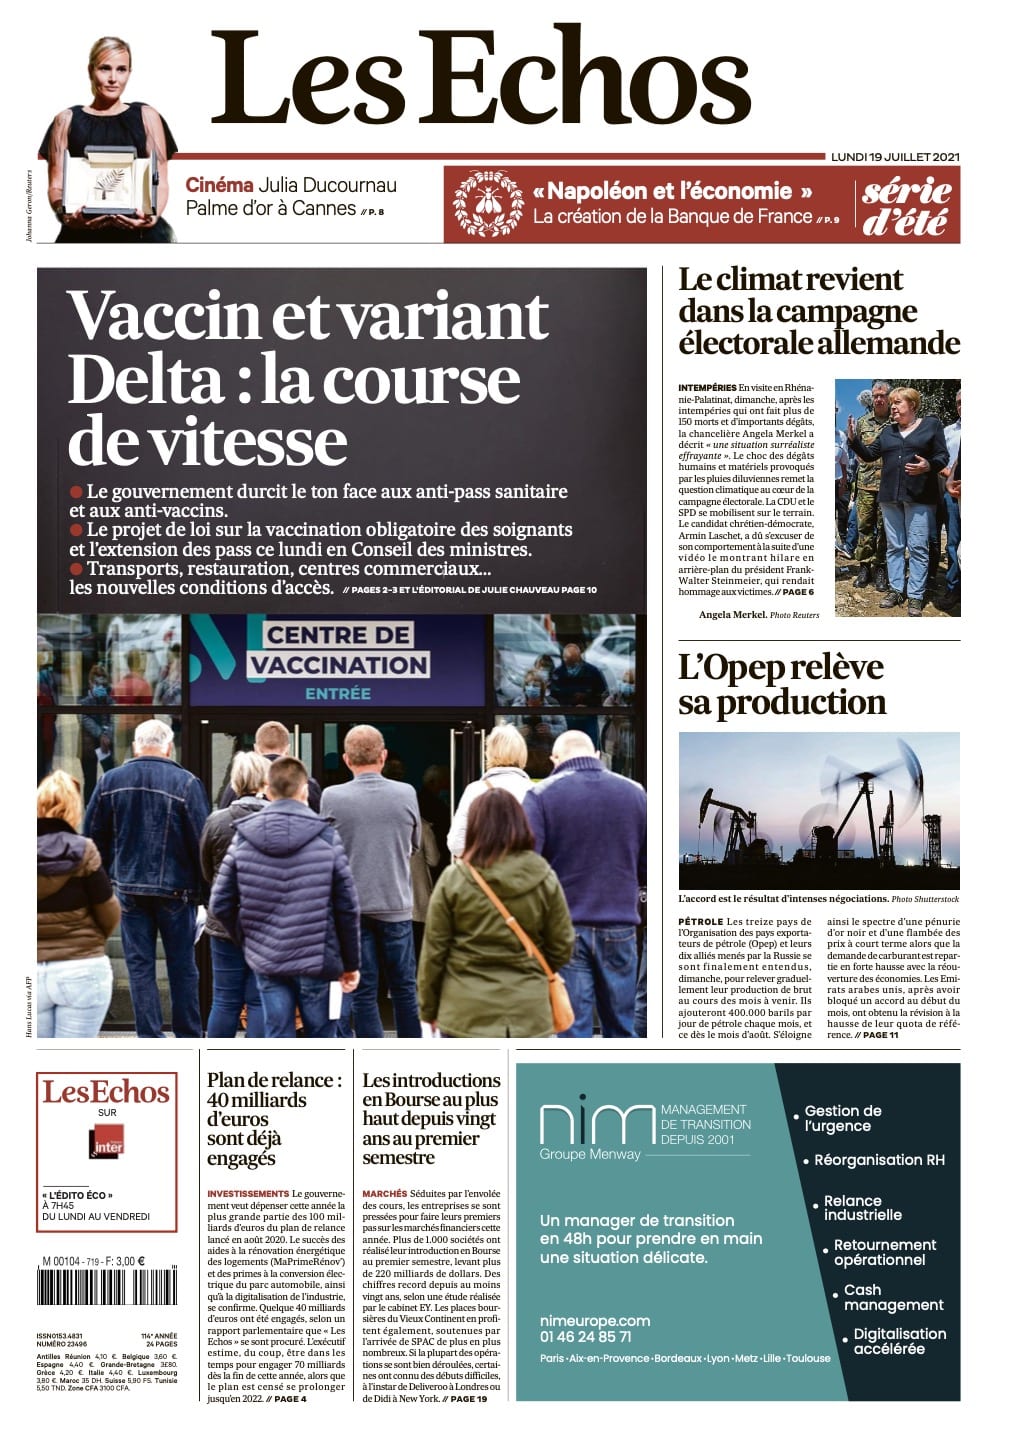 Les Echos
LUNDI 19 JUILLET 2021
Johanna Geron/Reuters
Cinéma Julia Ducournau
Palme d'or à Cannes // P. 8
« Napoléon et l'économie »
La création de la Banque de France // P. 9
série
d'été
Vaccin et variant
Delta : la course
de vitesse
● Le gouvernement durcit le ton face aux anti-pass sanitaire
et aux anti-vaccins.
● Le projet de loi sur la vaccination obligatoire des soignants
et l'extension des pass ce lundi en Conseil des ministres.
● Transports, restauration, centres commerciaux...
les nouvelles conditions d'accès. // PAGES 2-3 ET L'ÉDITORIAL DE JULIE CHAUVEAU PAGE 10
CENTRE DE
VACCINATION
ENTRÉE
Hans Lucas via AFP
Le climat revient
dans la campagne
électorale allemande
INTEMPÉRIES En visite en Rhéna-
nie-Palatinat, dimanche, après les
intempéries qui ont fait plus de
150 morts et d'importants dégâts,
la chancelière Angela Merkel a
décrit « une situation surréaliste
effrayante ». Le choc des dégâts
humains et matériels provoqués
par les pluies diluviennes remet la
question climatique au cœur de la
campagne électorale. La CDU et le
SPD se mobilisent sur le terrain.
Le candidat chrétien-démocrate,
Armin Laschet, a dû s'excuser de
son comportement à la suite d'une
vidéo le montrant hilare en
arrière-plan du président Frank-
Walter Steinmeier, qui rendait
hommage aux victimes. // PAGE 6
Angela Merkel. Photo Reuters
L'Opep relève
sa production
L'accord est le résultat d'intenses négociations. Photo Shutterstock
PÉTROLE Les treize pays de
l'Organisation des pays exporta-
teurs de pétrole (Opep) et leurs
dix alliés menés par la Russie se
sont finalement entendus,
dimanche, pour relever graduel-
lement leur production de brut
au cours des mois à venir. Ils
ajouteront 400.000 barils par
jour de pétrole chaque mois, et
ce dès le mois d'août. S'éloigne
ainsi le spectre d'une pénurie
d'or noir et d'une flambée des
prix à court terme alors que la
demande de carburant est repar-
tie en forte hausse avec la réou-
verture des économies. Les Emi-
rats arabes unis, après avoir
bloqué un accord au début du
mois, ont obtenu la révision à la
hausse de leur quota de réfé-
rence. // PAGE 11
Les Echos
SUR
inter
« L'ÉDITO ÉCO »
À 7H45
DU LUNDI AU VENDREDI
M 00104 - 719 - F: 3,00 €
ISSN0153.4831
NUMÉRO 23496
114e ANNÉE
24 PAGES
Antilles Réunion 4,10 €. Belgique 3,60 €.
Espagne 4,40 €. Grande-Bretagne 3£80.
Grèce 4,20 €. Italie 4,40 €. Luxembourg
3,80 €. Maroc 35 DH. Suisse 5,90 FS. Tunisie
5,50 TND. Zone CFA 3100 CFA.
Plan de relance :
40 milliards
d'euros
sont déjà
engagés
INVESTISSEMENTS Le gouverne-
ment veut dépenser cette année la
plus grande partie des 100 mil-
liards d'euros du plan de relance
lancé en août 2020. Le succès des
aides à la rénovation énergétique
des logements (MaPrimeRénov')
et des primes à la conversion élec-
trique du parc automobile, ainsi
qu'à la digitalisation de l'industrie,
se confirme. Quelque 40 milliards
d'euros ont été engagés, selon un
rapport parlementaire que « Les
Echos » se sont procuré. L'exécutif
estime, du coup, être dans les
temps pour engager 70 milliards
dès la fin de cette année, alors que
le plan est censé se prolonger
jusqu'en 2022. // PAGE 4
Les introductions
en Bourse au plus
haut depuis vingt
ans au premier
semestre
MARCHÉS Séduites par l'envolée
des cours, les entreprises se sont
pressées pour faire leurs premiers
pas sur les marchés financiers cette
année. Plus de 1.000 sociétés ont
réalisé leur introduction en Bourse
au premier semestre, levant plus
de 220 milliards de dollars. Des
chiffres record depuis au moins
vingt ans, selon une étude réalisée
par le cabinet EY. Les places bour-
sières du Vieux Continent en profi-
tent également, soutenues par
l'arrivée de SPAC de plus en plus
nombreux. Si la plupart des opéra-
tions se sont bien déroulées, certai-
nes ont connu des débuts difficiles,
à l'instar de Deliveroo à Londres ou
de Didi à New York. // PAGE 19
nim
Groupe Menway
MANAGEMENT
DE TRANSITION
DEPUIS 2001
Un manager de transition
en 48h pour prendre en main
une situation délicate.
nimeurope.com
01 46 24 85 71
Paris • Aix-en-Provence • Bordeaux • Lyon • Metz • Lille • Toulouse
• Gestion de
l'urgence
• Réorganisation RH
• Relance
industrielle
• Retournement
opérationnel
• Cash
management
• Digitalisation
accélérée